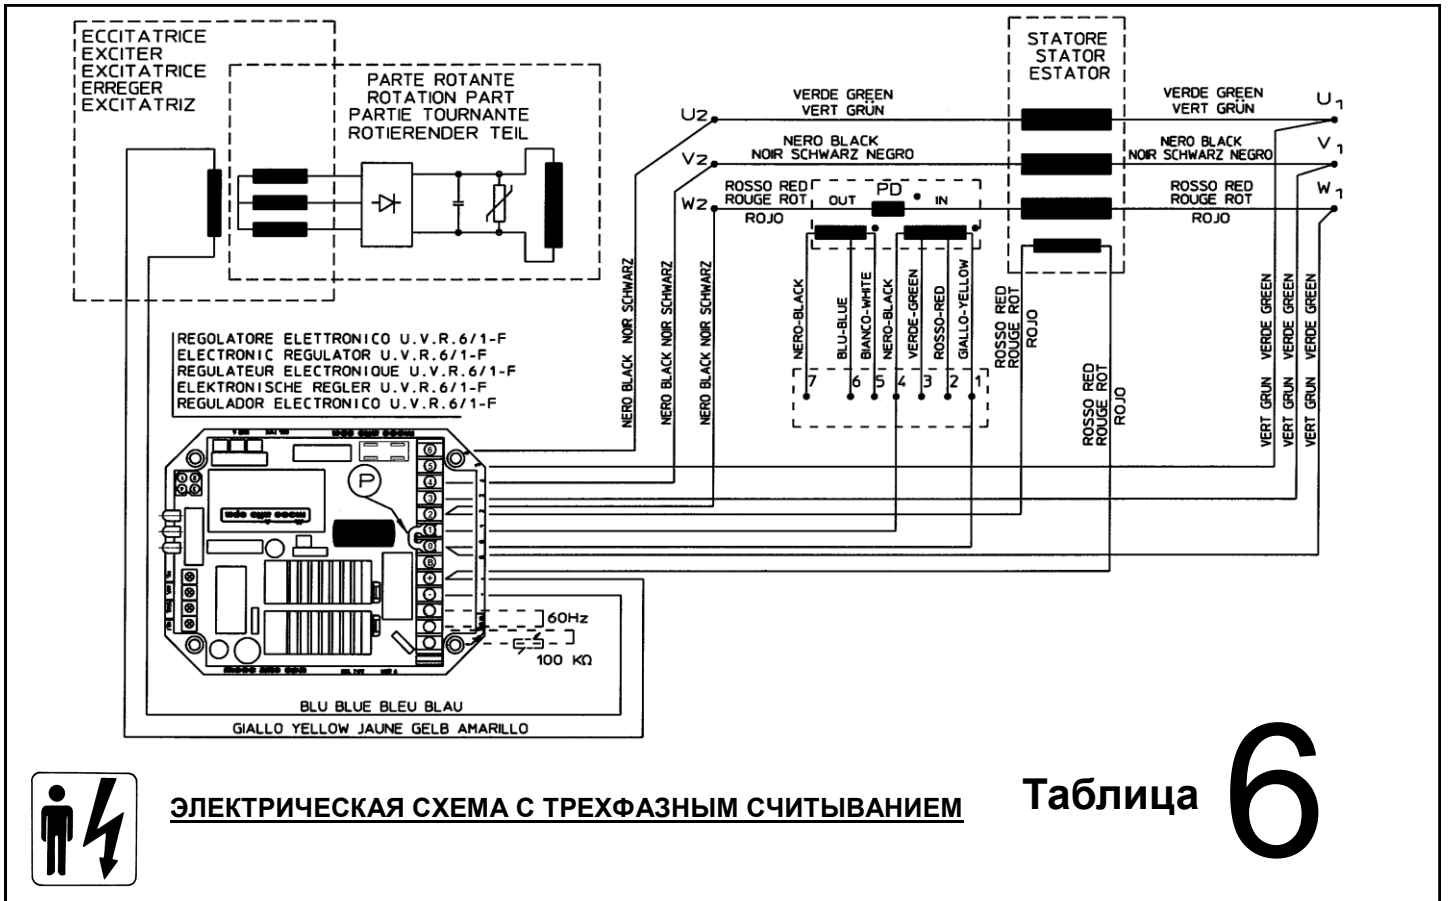 ECCITATRICE
EXCITER
EXCITATRICE
ERREGER
EXCITATRIZ
PARTE ROTANTE
ROTATION PART
PARTIE TOURNANTE
ROTIERENDER TEIL
STATORE
STATOR
ESTATOR
U2
VERDE GREEN
VERT GRÜN
VERDE GREEN
VERT GRÜN
U1
V2
NERO BLACK
NOIR SCHWARZ NEGRO
NERO BLACK
NOIR SCHWARZ NEGRO
V1
W2
ROSSO RED
ROUGE ROT
ROJO
OUT
PD
IN
ROSSO RED
ROUGE ROT
ROJO
W1
NERO BLACK NOIR SCHWARZ
NERO BLACK NOIR SCHWARZ
NERO BLACK NOIR SCHWARZ
NERO-BLACK
BLU-BLUE
BIANCO-WHITE
NERO-BLACK
VERDE-GREEN
ROSSO-RED
GIALLO-YELLOW
7 6 5 4 3 2 1
ROSSO RED
ROUGE ROT
ROJO
ROSSO RED
ROUGE ROT
ROJO
VERT GRUN VERDE GREEN
VERT GRUN VERDE GREEN
VERT GRUN VERDE GREEN
REGOLATORE ELETTRONICO U.V.R.6/1-F
ELECTRONIC REGULATOR U.V.R.6/1-F
REGULATEUR ELECTRONIQUE U.V.R.6/1-F
ELEKTRONISCHE REGLER U.V.R.6/1-F
REGULADOR ELECTRONICO U.V.R.6/1-F
P
6
5
4
3
2
1
0
B
+
-
60Hz
100 KΩ
BLU BLUE BLEU BLAU
GIALLO YELLOW JAUNE GELB AMARILLO
ЭЛЕКТРИЧЕСКАЯ СХЕМА С ТРЕХФАЗНЫМ СЧИТЫВАНИЕМ
Таблица 6